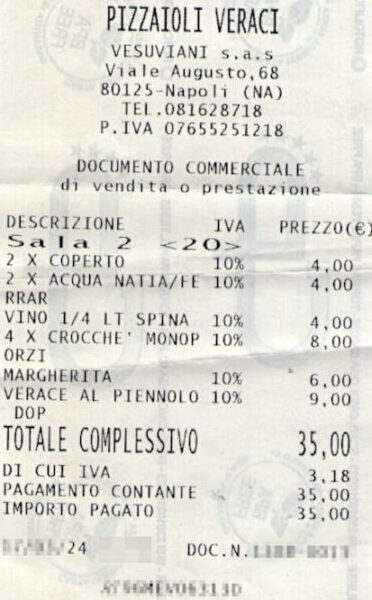 PIZZAIOLI VERACI
VESUVIANI s.a.s
Viale Augusto,68
80125-Napoli (NA)
TEL.081628718
P.IVA 07655251218
DOCUMENTO COMMERCIALE
di vendita o prestazione
DESCRIZIONE IVA PREZZO(€)
Sala 2 <20>
2 X COPERTO 10% 4,00
2 X ACQUA NATIA/FE 10% 4,00
RRAR
VINO 1/4 LT SPINA 10% 4,00
4 X CROCCHE' MONOP 10% 8,00
ORZI
MARGHERITA 10% 6,00
VERACE AL PIENNOLO 10% 9,00
DOP
TOTALE COMPLESSIVO 35,00
DI CUI IVA 3,18
PAGAMENTO CONTANTE 35,00
IMPORTO PAGATO 35,00
24 DOC.N.